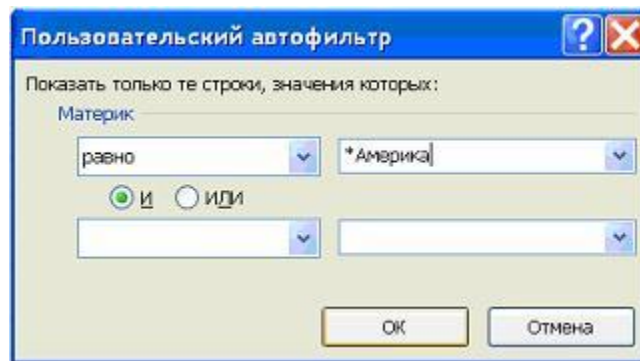 Пользовательский автофильтр
Показать только те строки, значения которых:
Материк
равно *Америка
И ИЛИ
ОК Отмена